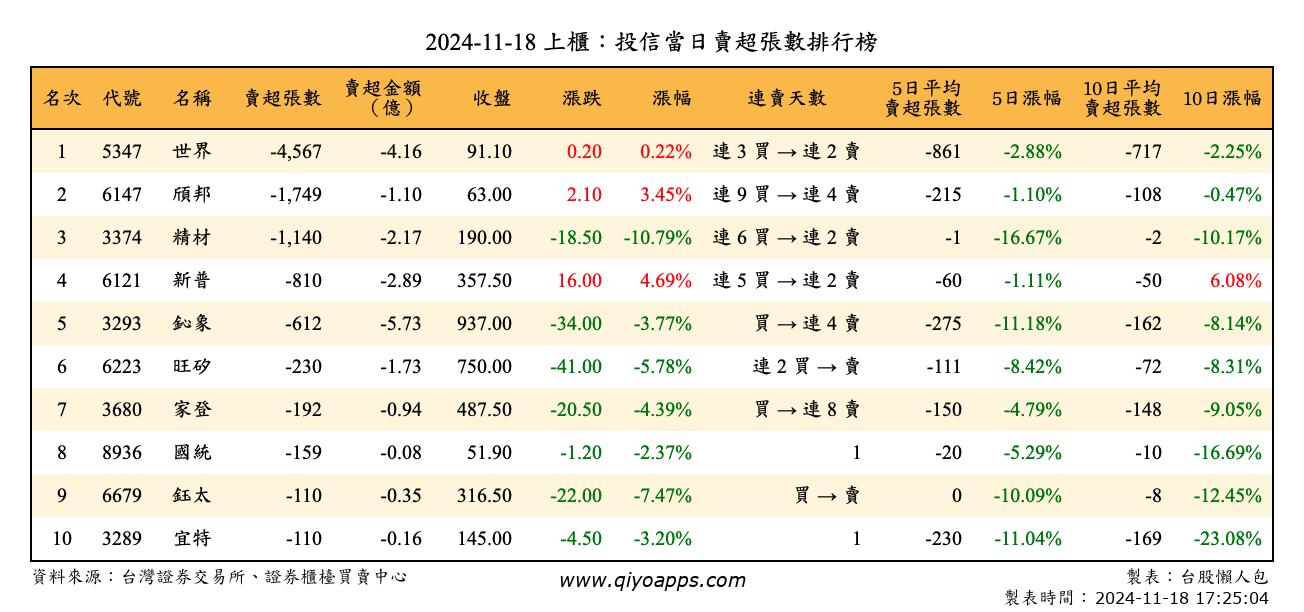 2024-11-18 上櫃：投信當日賣超張數排行榜
名次 代號 名稱 賣超張數 賣超金額（億） 收盤 漲跌 漲幅 連賣天數 5日平均賣超張數 5日漲幅 10日平均賣超張數 10日漲幅
1 5347 世界 -4,567 -4.16 91.10 0.20 0.22% 連 3 買 → 連 2 賣 -861 -2.88% -717 -2.25%
2 6147 頎邦 -1,749 -1.10 63.00 2.10 3.45% 連 9 買 → 連 4 賣 -215 -1.10% -108 -0.47%
3 3374 精材 -1,140 -2.17 190.00 -18.50 -10.79% 連 6 買 → 連 2 賣 -1 -16.67% -2 -10.17%
4 6121 新普 -810 -2.89 357.50 16.00 4.69% 連 5 買 → 連 2 賣 -60 -1.11% -50 6.08%
5 3293 鈊象 -612 -5.73 937.00 -34.00 -3.77% 買 → 連 4 賣 -275 -11.18% -162 -8.14%
6 6223 旺矽 -230 -1.73 750.00 -41.00 -5.78% 連 2 買 → 賣 -111 -8.42% -72 -8.31%
7 3680 家登 -192 -0.94 487.50 -20.50 -4.39% 買 → 連 8 賣 -150 -4.79% -148 -9.05%
8 8936 國統 -159 -0.08 51.90 -1.20 -2.37% 1 -20 -5.29% -10 -16.69%
9 6679 鈺太 -110 -0.35 316.50 -22.00 -7.47% 買 → 賣 0 -10.09% -8 -12.45%
10 3289 宜特 -110 -0.16 145.00 -4.50 -3.20% 1 -230 -11.04% -169 -23.08%
資料來源：台灣證券交易所、證券櫃檯買賣中心 www.qiyoapps.com 製表：台股懶人包
製表時間：2024-11-18 17:25:04